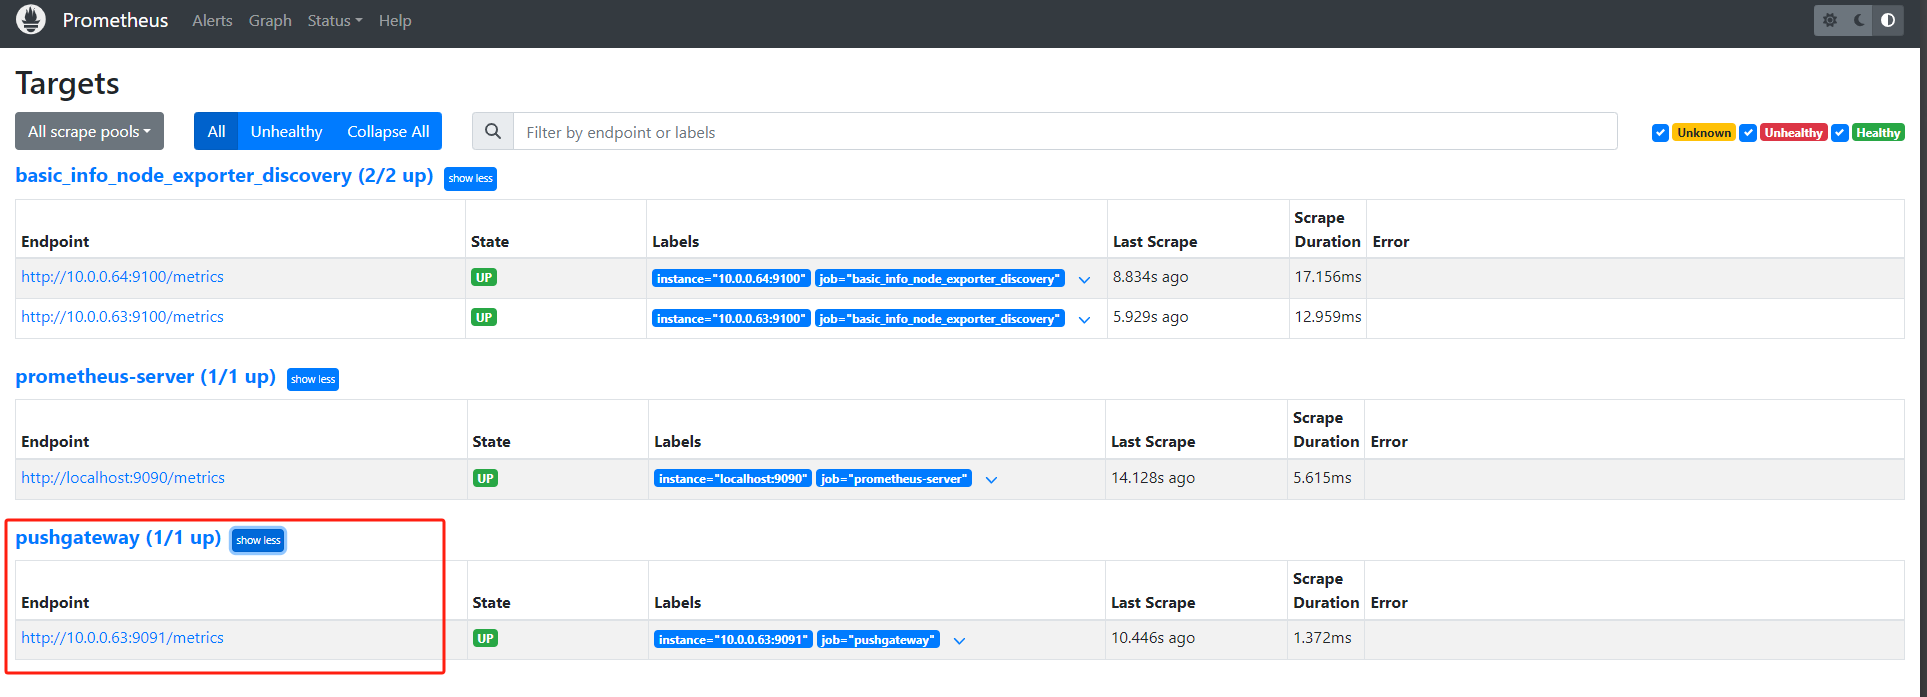 Prometheus Alerts Graph Status Help
Targets
All scrape pools All Unhealthy Collapse All Filter by endpoint or labels Unknown Unhealthy Healthy
basic_info_node_exporter_discovery (2/2 up) show less
Endpoint State Labels Last Scrape Scrape Duration Error
http://10.0.0.64:9100/metrics UP instance="10.0.0.64:9100" job="basic_info_node_exporter_discovery" 8.834s ago 17.156ms
http://10.0.0.63:9100/metrics UP instance="10.0.0.63:9100" job="basic_info_node_exporter_discovery" 5.929s ago 12.959ms
prometheus-server (1/1 up) show less
Endpoint State Labels Last Scrape Scrape Duration Error
http://localhost:9090/metrics UP instance="localhost:9090" job="prometheus-server" 14.128s ago 5.615ms
pushgateway (1/1 up) show less
Endpoint State Labels Last Scrape Scrape Duration Error
http://10.0.0.63:9091/metrics UP instance="10.0.0.63:9091" job="pushgateway" 10.446s ago 1.372ms